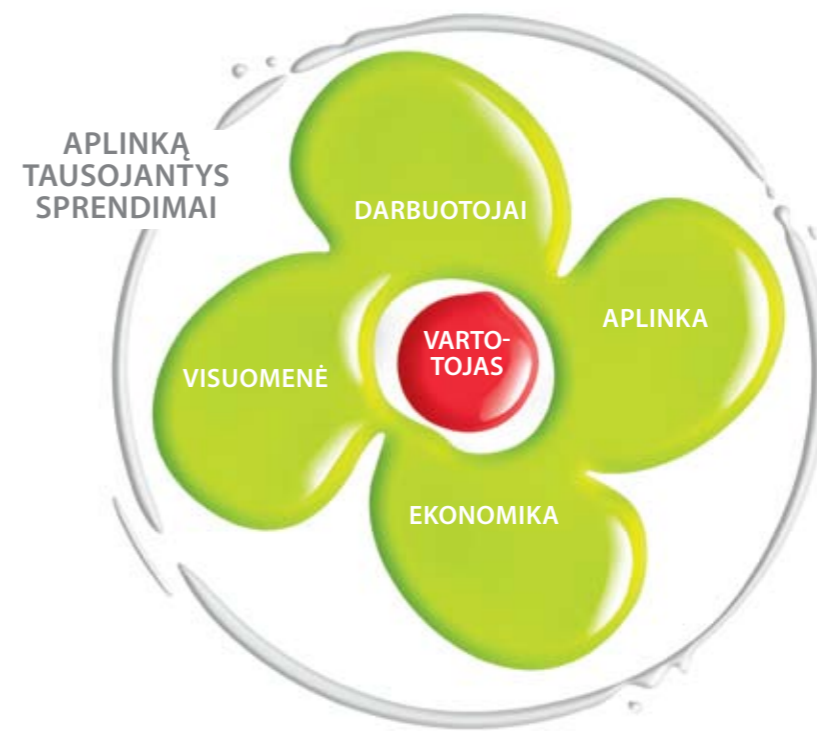 APLINKĄ
TAUSOJANTYS
SPRENDIMAI
DARBUOTOJAI
APLINKA
VARTO-
TOJAS
VISUOMENĖ
EKONOMIKA